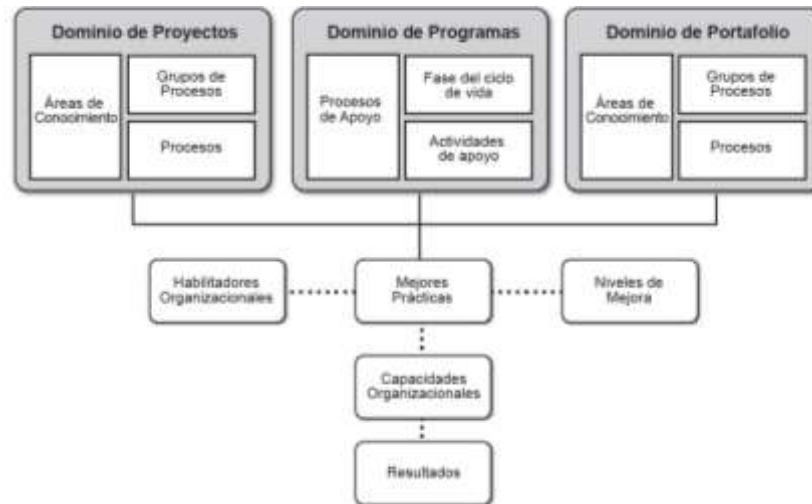 Dominio de Proyectos
Áreas de
Conocimiento
Grupos de
Procesos
Procesos
Dominio de Programas
Procesos
de Apoyo
Fase del ciclo
de vida
Actividades
de apoyo
Dominio de Portafolio
Áreas de
Conocimiento
Grupos de
Procesos
Procesos
Habilitadores
Organizacionales
Mejores
Prácticas
Niveles de
Mejora
Capacidades
Organizacionales
Resultados